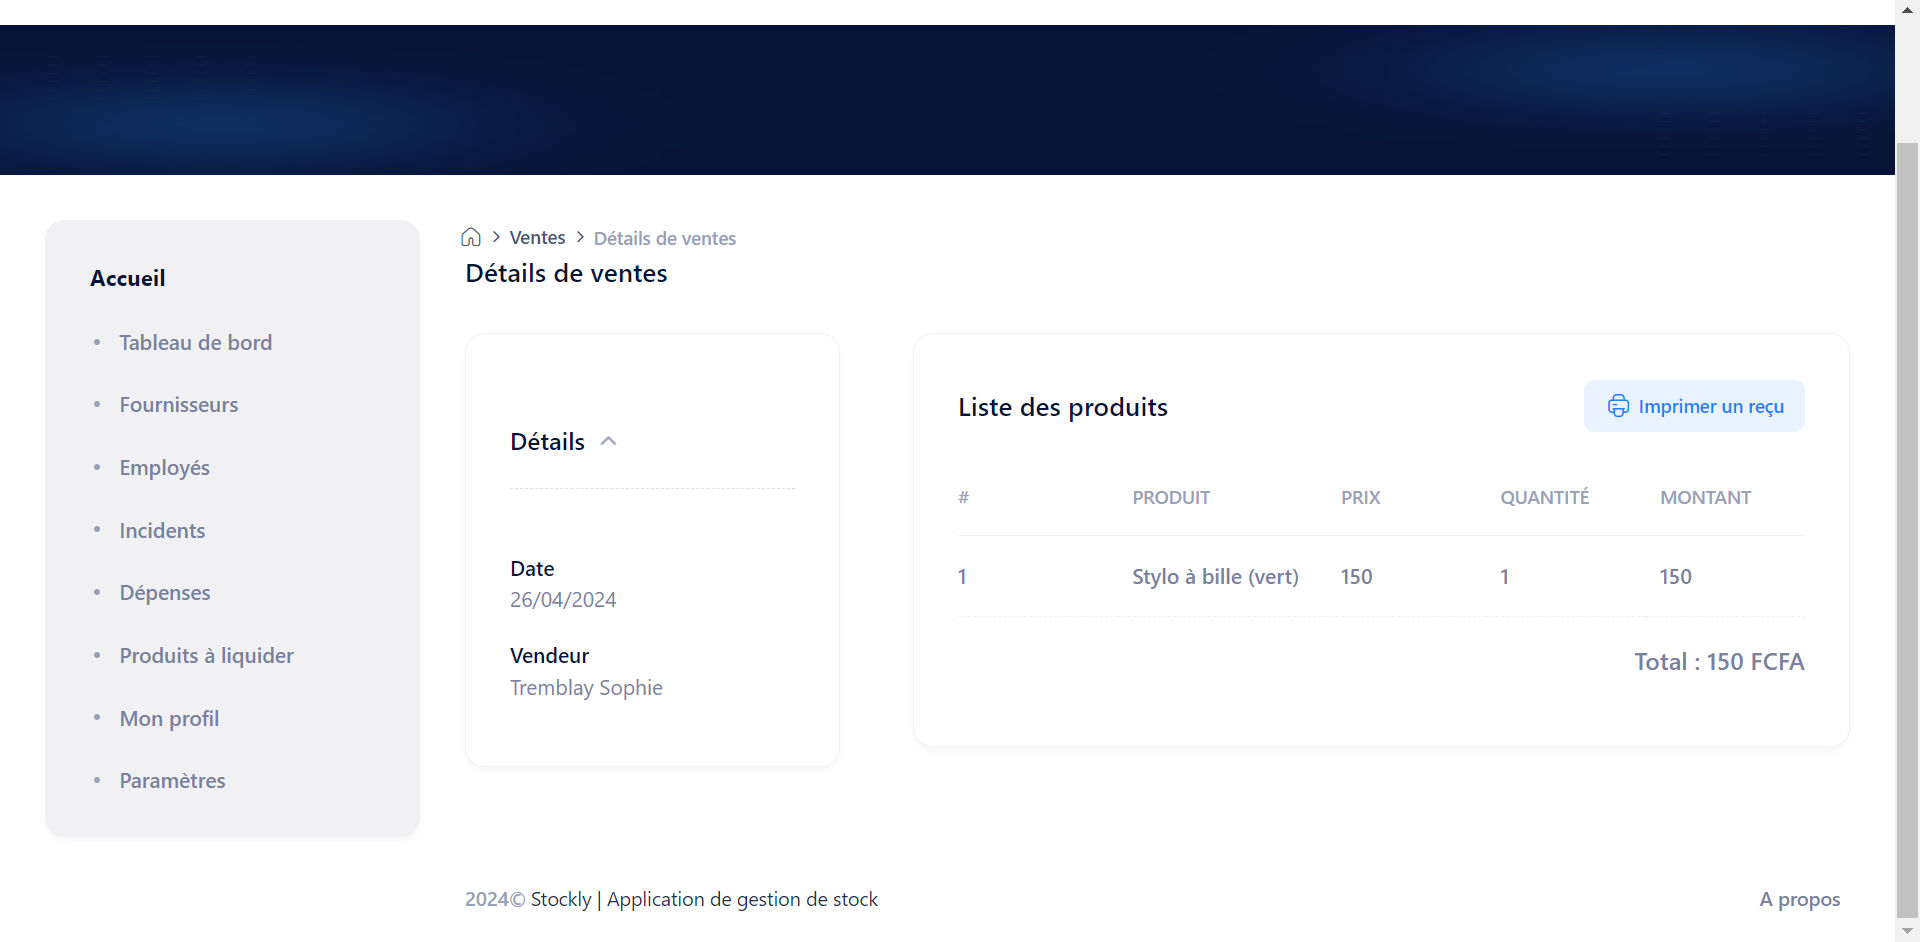 Accueil
• Tableau de bord
• Fournisseurs
• Employés
• Incidents
• Dépenses
• Produits à liquider
• Mon profil
• Paramètres
Ventes Détails de ventes
Détails de ventes
Détails
Date
26/04/2024
Vendeur
Tremblay Sophie
Liste des produits
Imprimer un reçu
# PRODUIT PRIX QUANTITÉ MONTANT
1 Stylo à bille (vert) 150 1 150
Total : 150 FCFA
2024© Stockly | Application de gestion de stock
A propos